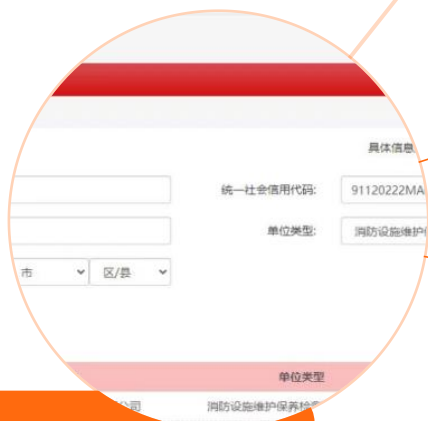 具体信息
统一社会信用代码: 91120222MA
单位类型: 消防设施维护
市 区/县
单位类型
公司 消防设施维护保养检